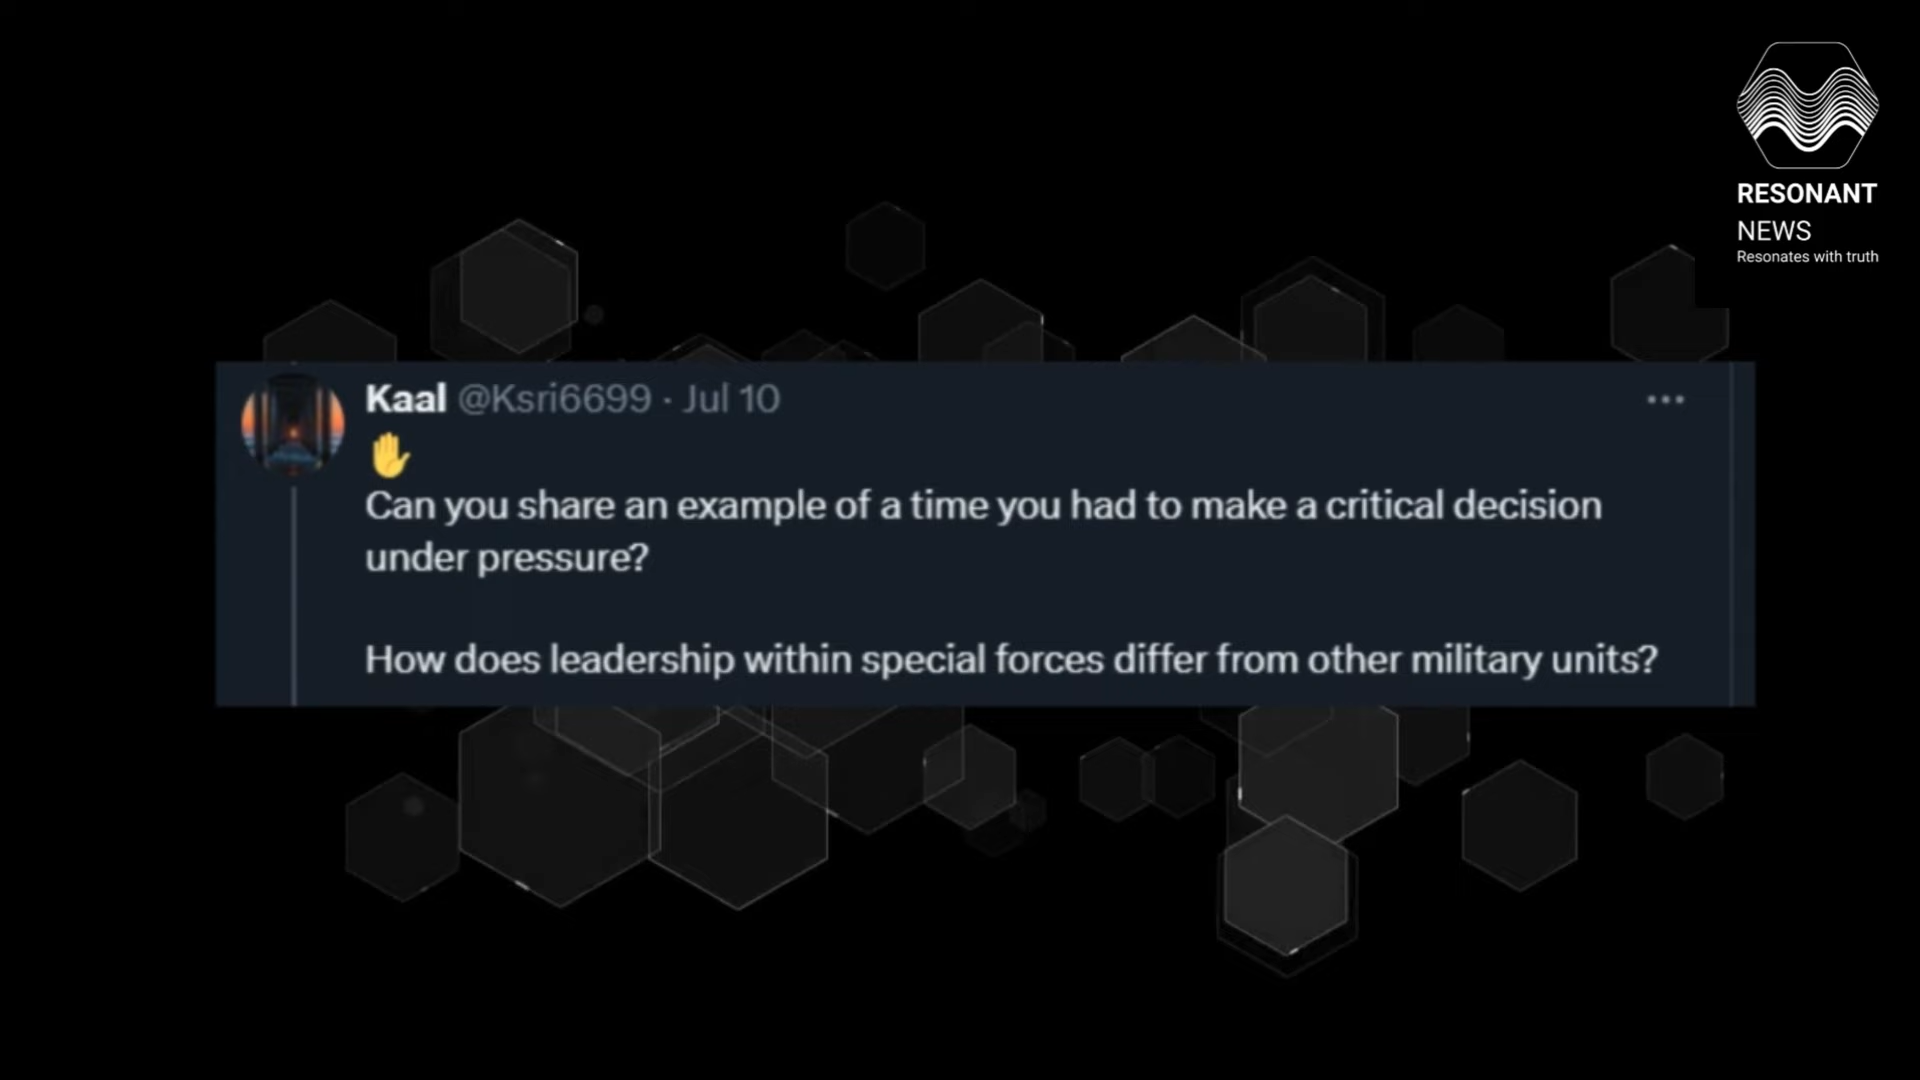 RESONANT
NEWS
Resonates with truth
Kaal @Ksri6699 · Jul 10
✋
Can you share an example of a time you had to make a critical decision
under pressure?
How does leadership within special forces differ from other military units?